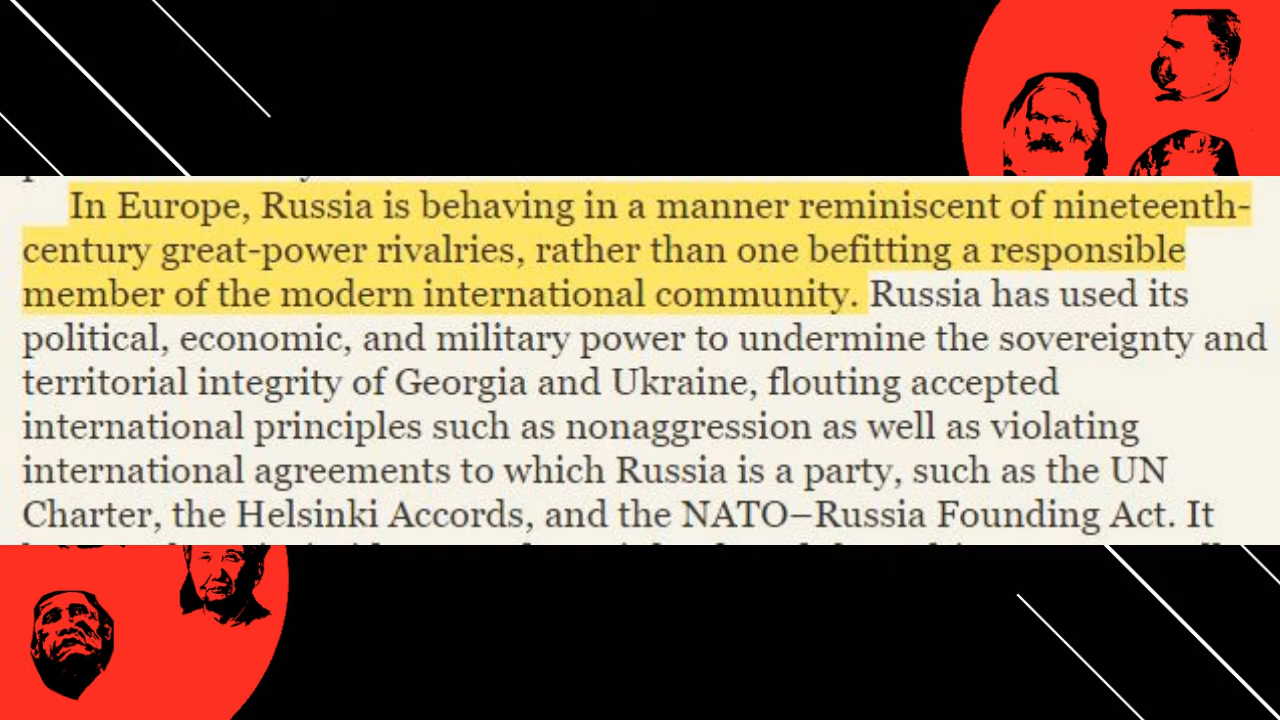 In Europe, Russia is behaving in a manner reminiscent of nineteenth-
century great-power rivalries, rather than one befitting a responsible
member of the modern international community. Russia has used its
political, economic, and military power to undermine the sovereignty and
territorial integrity of Georgia and Ukraine, flouting accepted
international principles such as nonaggression as well as violating
international agreements to which Russia is a party, such as the UN
Charter, the Helsinki Accords, and the NATO–Russia Founding Act. It